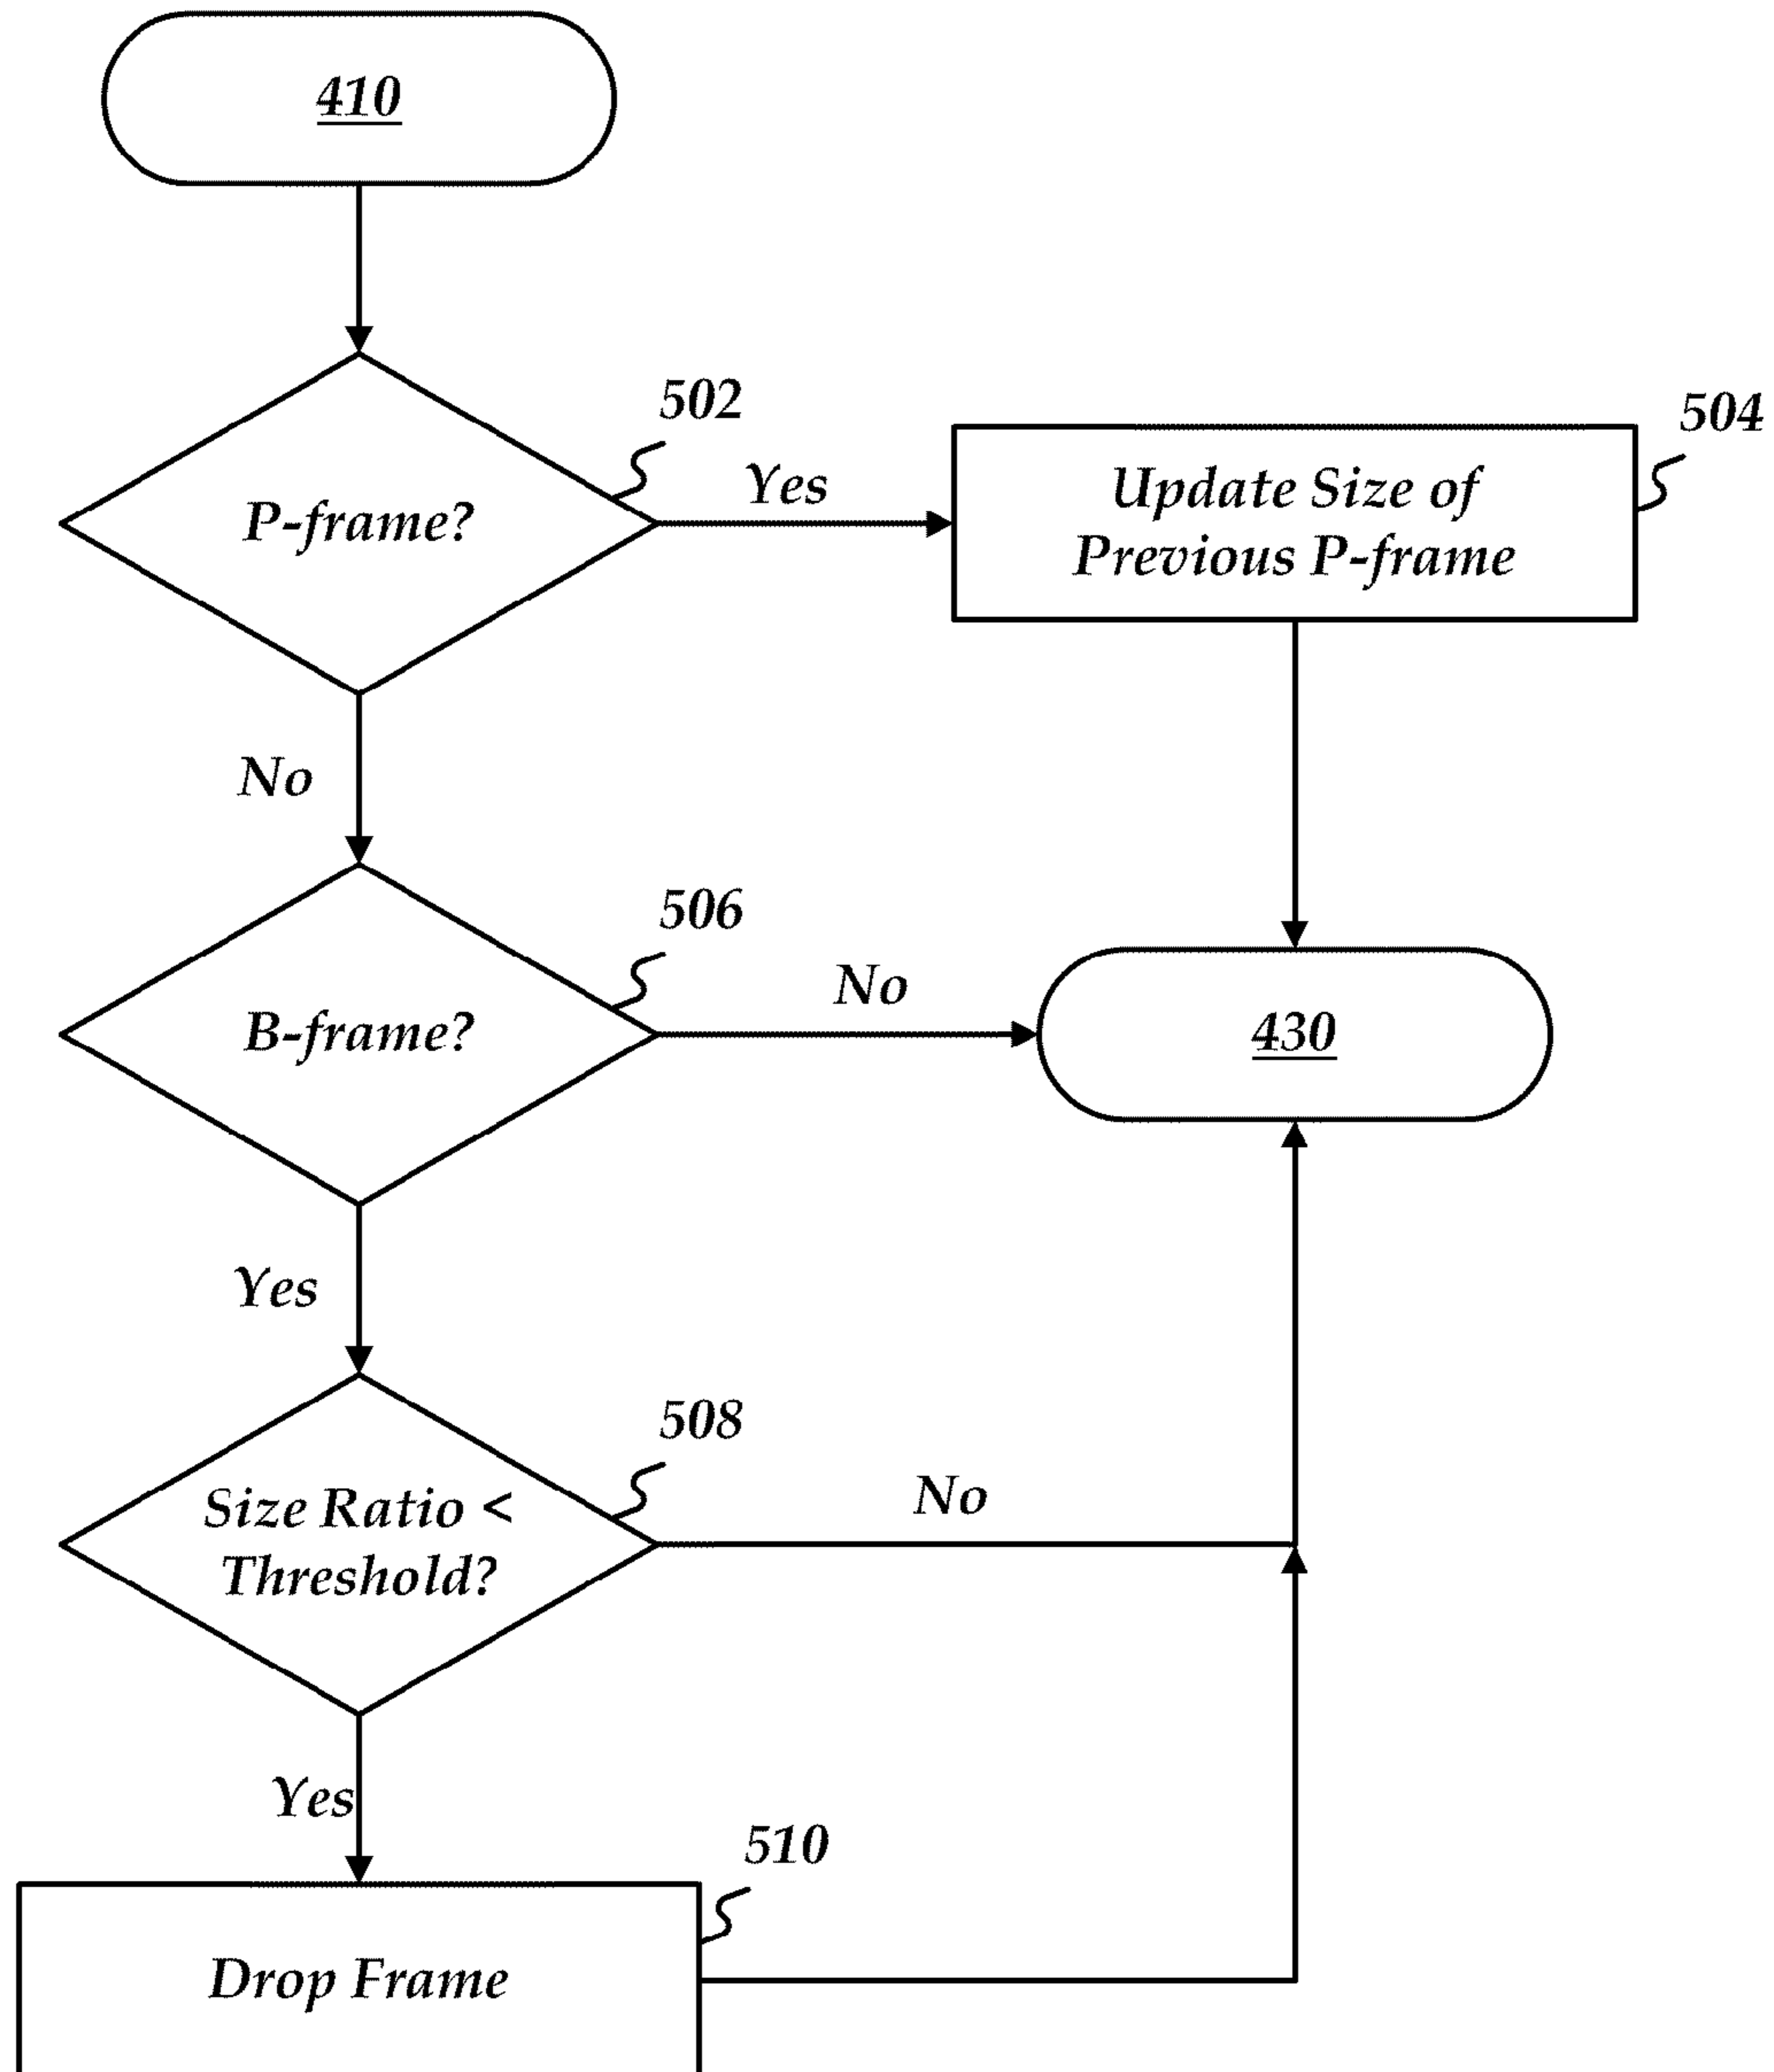 410
502
P-frame?
Yes
504
Update Size of
Previous P-frame
No
506
B-frame?
No
430
Yes
508
Size Ratio <
Threshold?
No
Yes
510
Drop Frame